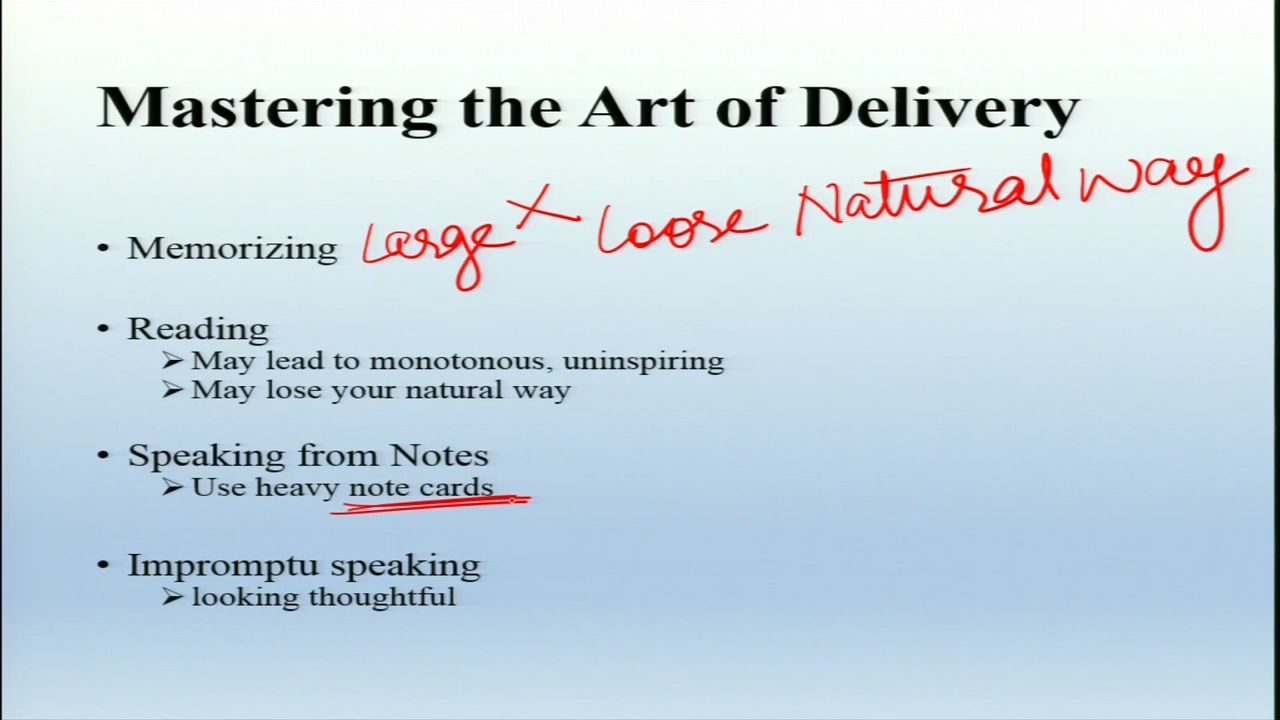 Mastering the Art of Delivery
• Memorizing Large × Loose Natural Way
• Reading
➢ May lead to monotonous, uninspiring
➢ May lose your natural way
• Speaking from Notes
➢ Use heavy note cards
• Impromptu speaking
➢ looking thoughtful